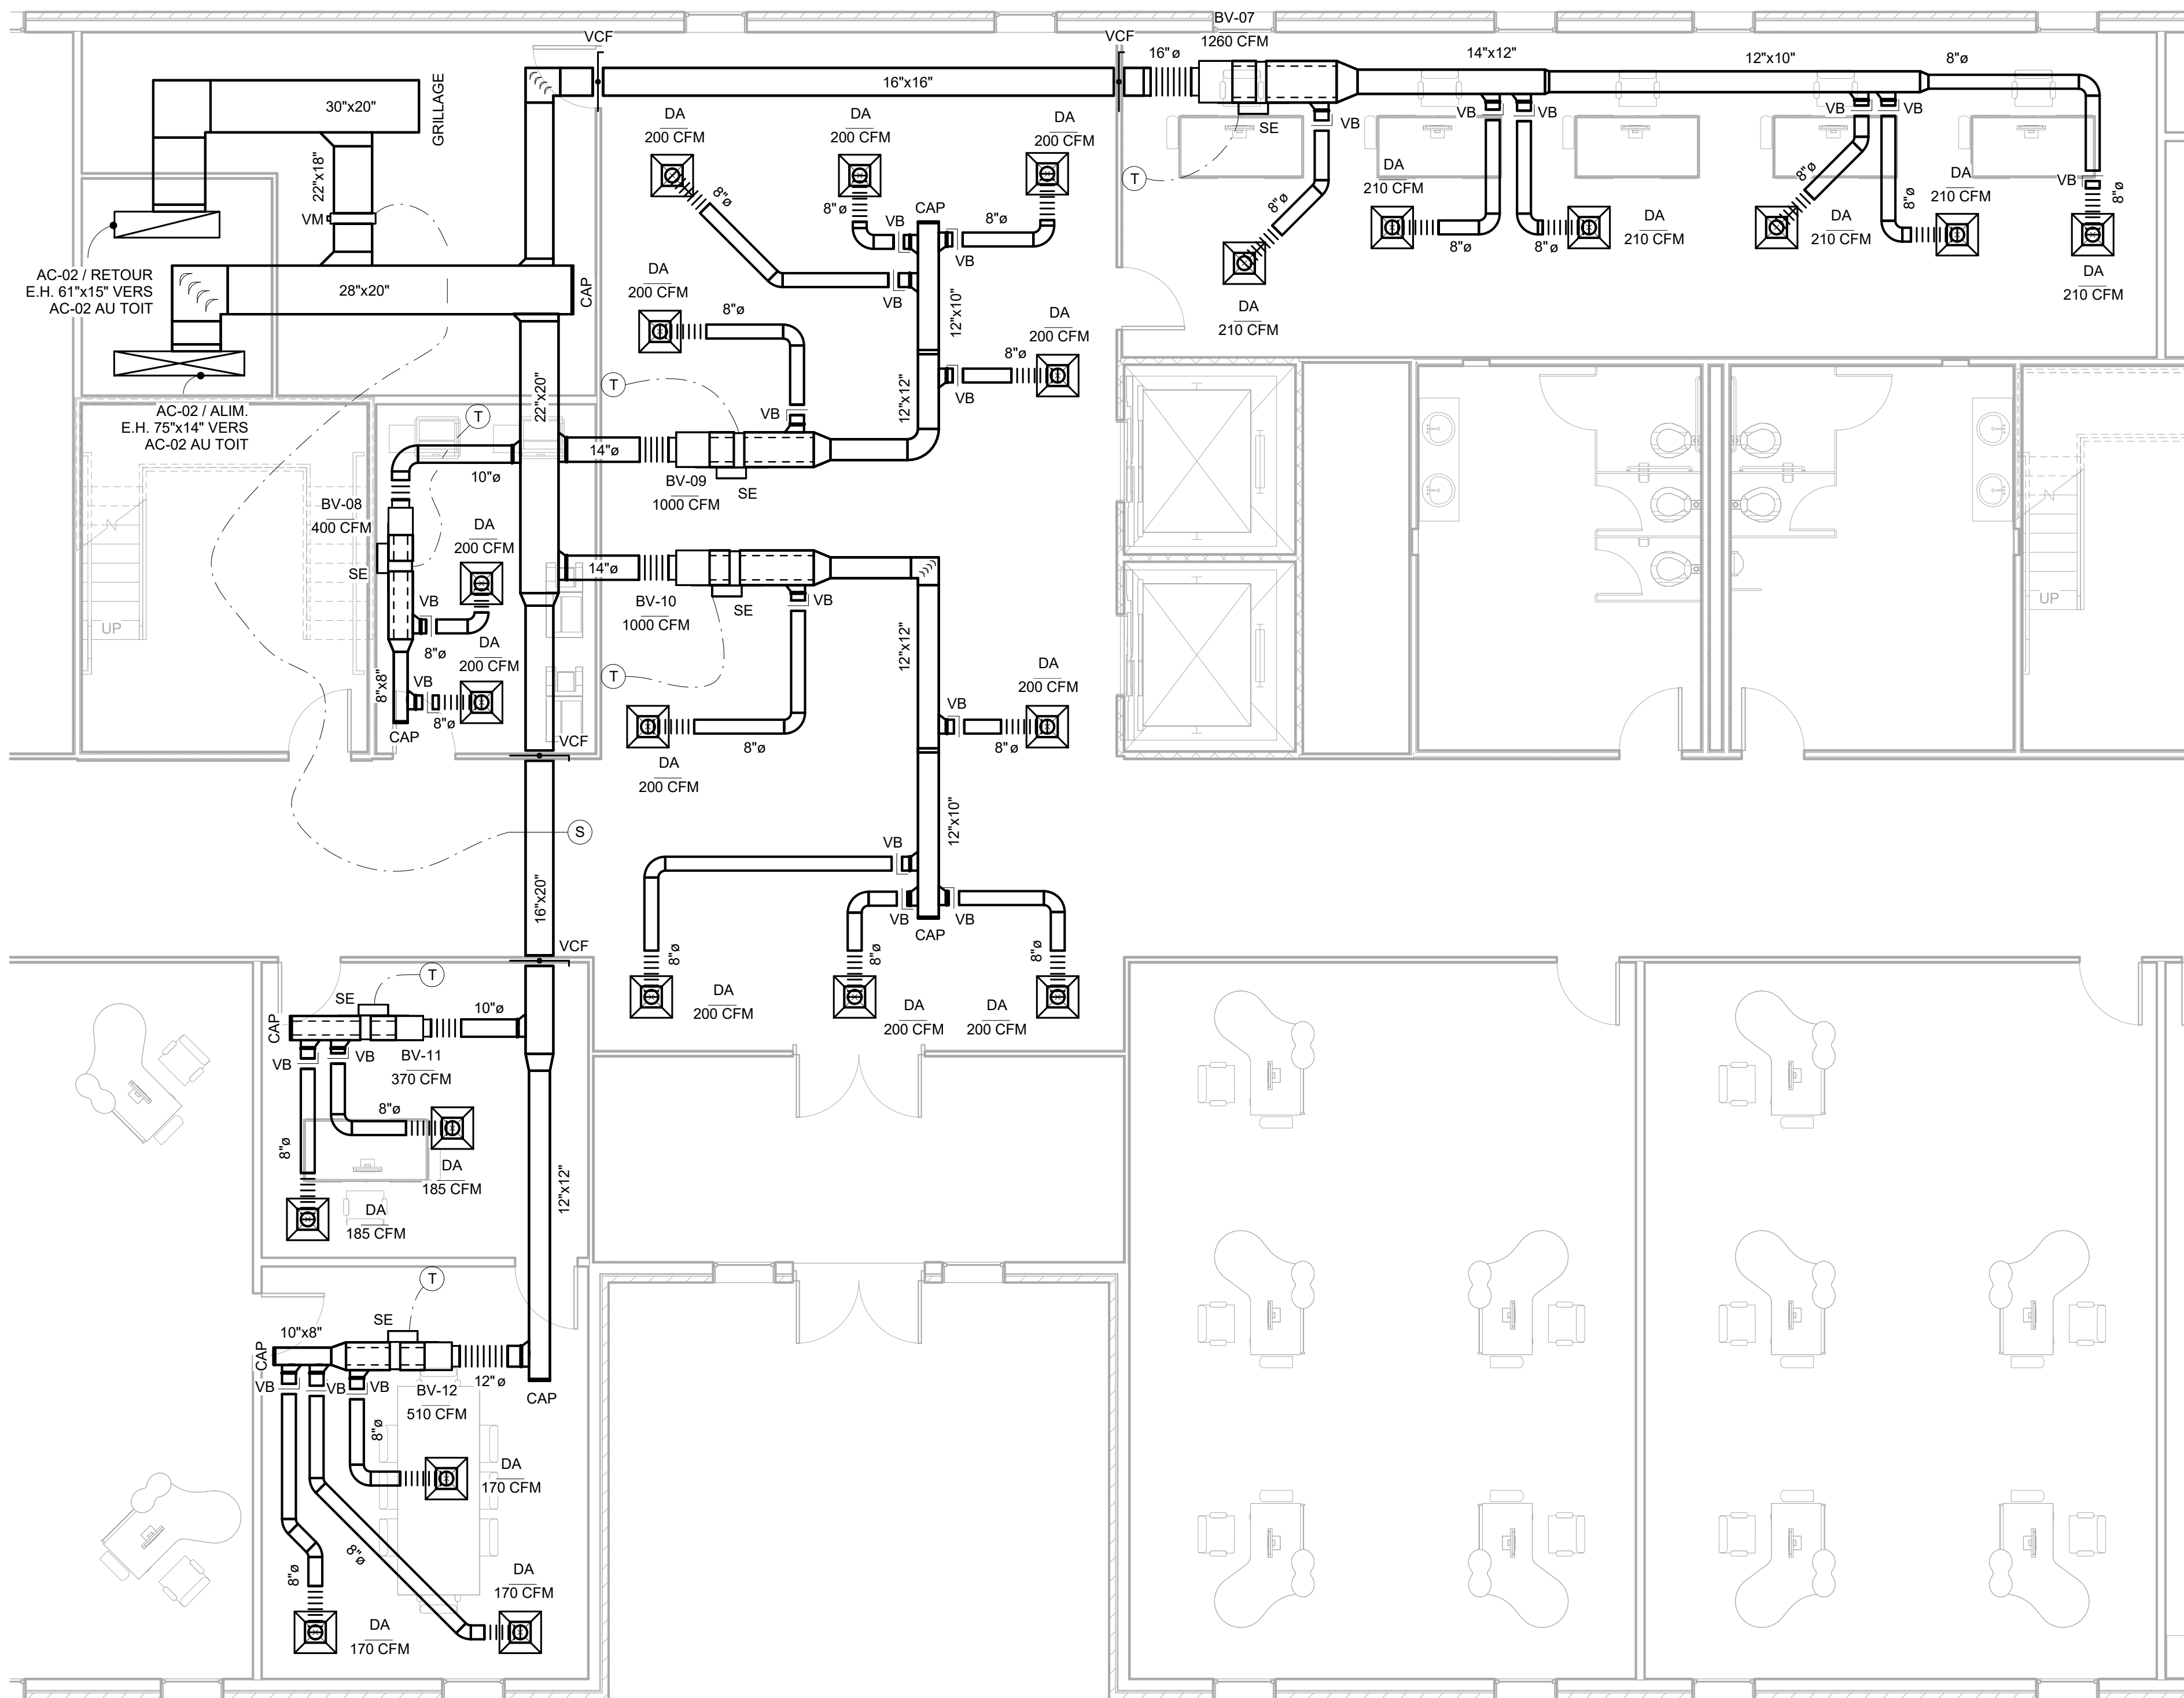 BV-07
1260 CFM
VCF
VCF
16"ø
14"x12"
12"x10"
8"ø
16"x16"
30"x20"
GRILLAGE
22"x18"
VM
DA
200 CFM
DA
200 CFM
DA
200 CFM
SE
VB
VB
VB
VB
VB
T
DA
210 CFM
8"ø
DA
210 CFM
VB
8"ø
8"ø
8"ø
8"ø
CAP
8"ø
VB
VB
8"ø
8"ø
8"ø
DA
210 CFM
DA
210 CFM
DA
210 CFM
DA
210 CFM
AC-02 / RETOUR
E.H. 61"x15" VERS
AC-02 AU TOIT
28"x20"
CAP
DA
200 CFM
VB
8"ø
12"x10"
DA
200 CFM
8"ø
VB
T
22"x20"
12"x12"
VB
AC-02 / ALIM.
E.H. 75"x14" VERS
AC-02 AU TOIT
T
14"ø
10"ø
BV-09
1000 CFM
SE
BV-08
400 CFM
DA
200 CFM
SE
14"ø
BV-10
1000 CFM
SE
VB
VB
8"ø
DA
200 CFM
UP
UP
12"x12"
T
DA
200 CFM
8"x8"
VB
8"ø
CAP
VCF
8"ø
VB
8"ø
DA
200 CFM
12"x10"
S
VB
16"x20"
VCF
VB
VB
CAP
8"ø
8"ø
8"ø
DA
200 CFM
DA
200 CFM
DA
200 CFM
T
SE
10"ø
CAP
VB
VB
BV-11
370 CFM
8"ø
8"ø
DA
185 CFM
DA
185 CFM
12"x12"
T
SE
10"x8"
CAP
VB
VB
VB
BV-12
510 CFM
12"ø
CAP
8"ø
DA
170 CFM
8"ø
8"ø
DA
170 CFM
DA
170 CFM